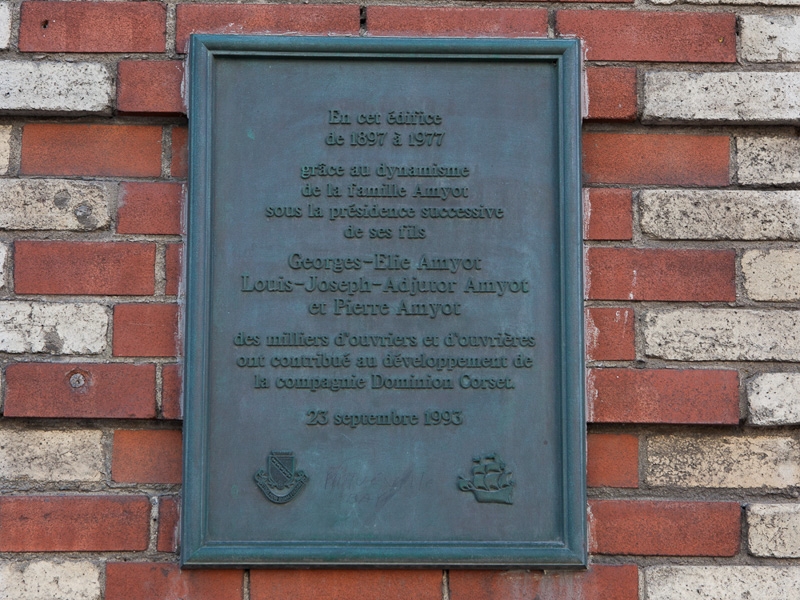 En cet édifice
de 1897 à 1977
grâce au dynamisme
de la famille Amyot
sous la présidence successive
de ses fils
Georges-Elie Amyot
Louis-Joseph-Adjutor Amyot
et Pierre Amyot
des milliers d'ouvriers et d'ouvrières
ont contribué au développement de
la compagnie Dominion Corset.
23 septembre 1993